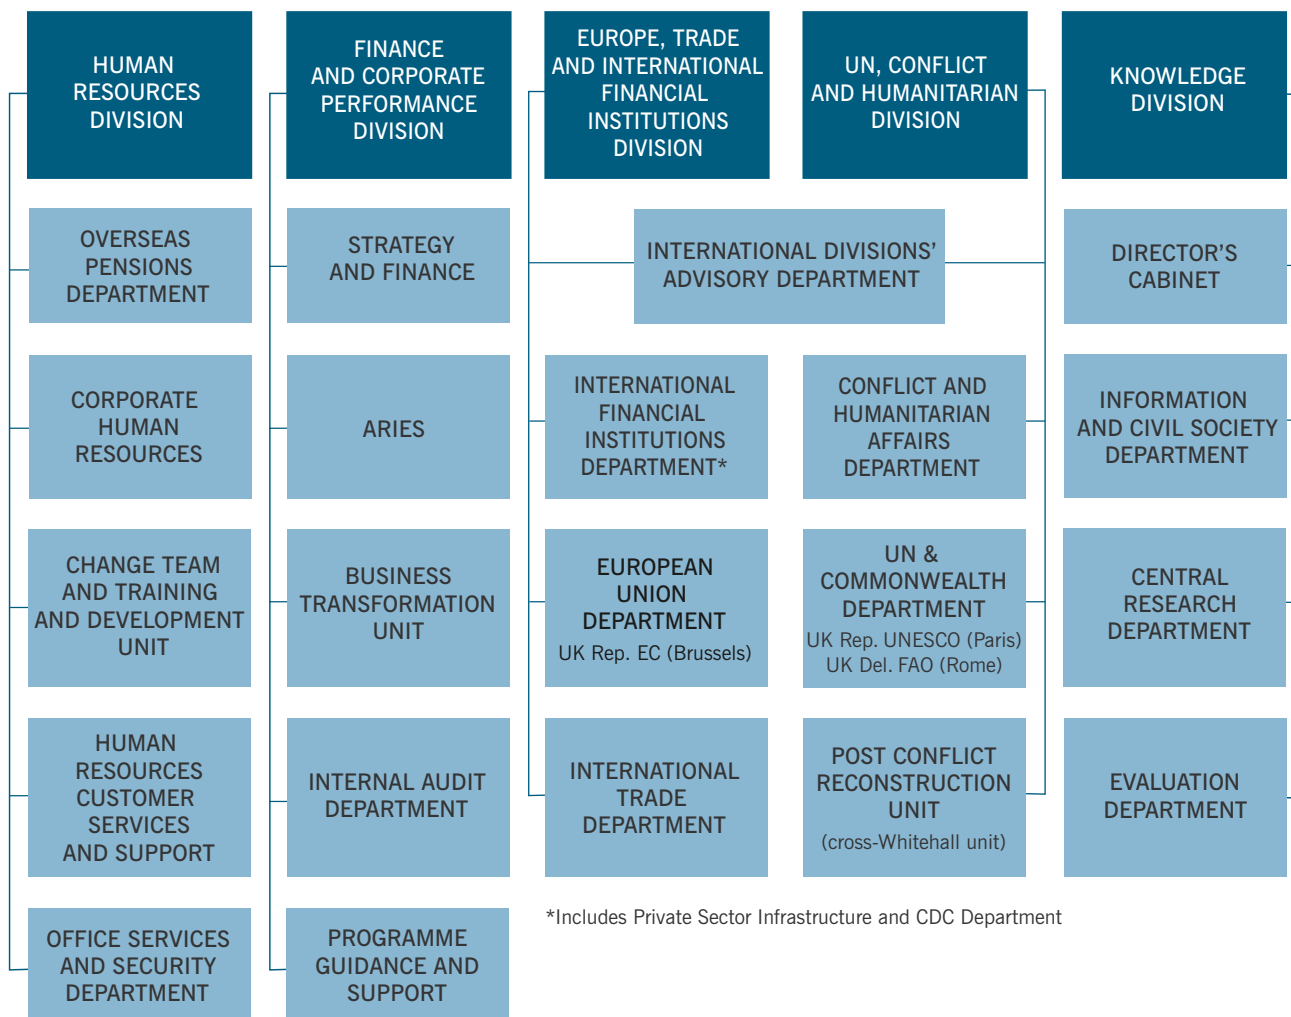 HUMAN
RESOURCES
DIVISION
FINANCE
AND CORPORATE
PERFORMANCE
DIVISION
EUROPE, TRADE
AND INTERNATIONAL
FINANCIAL
INSTITUTIONS
DIVISION
UN, CONFLICT
AND HUMANITARIAN
DIVISION
KNOWLEDGE
DIVISION
OVERSEAS
PENSIONS
DEPARTMENT
STRATEGY
AND FINANCE
INTERNATIONAL DIVISIONS’
ADVISORY DEPARTMENT
DIRECTOR’S
CABINET
CORPORATE
HUMAN
RESOURCES
ARIES
INTERNATIONAL
FINANCIAL
INSTITUTIONS
DEPARTMENT*
CONFLICT AND
HUMANITARIAN
AFFAIRS
DEPARTMENT
INFORMATION
AND CIVIL SOCIETY
DEPARTMENT
CHANGE TEAM
AND TRAINING
AND DEVELOPMENT
UNIT
BUSINESS
TRANSFORMATION
UNIT
EUROPEAN
UNION
DEPARTMENT
UK Rep. EC (Brussels)
UN &
COMMONWEALTH
DEPARTMENT
UK Rep. UNESCO (Paris)
UK Del. FAO (Rome)
CENTRAL
RESEARCH
DEPARTMENT
HUMAN
RESOURCES
CUSTOMER
SERVICES
AND SUPPORT
INTERNAL AUDIT
DEPARTMENT
INTERNATIONAL
TRADE
DEPARTMENT
POST CONFLICT
RECONSTRUCTION
UNIT
(cross-Whitehall unit)
EVALUATION
DEPARTMENT
OFFICE SERVICES
AND SECURITY
DEPARTMENT
PROGRAMME
GUIDANCE AND
SUPPORT
*Includes Private Sector Infrastructure and CDC Department